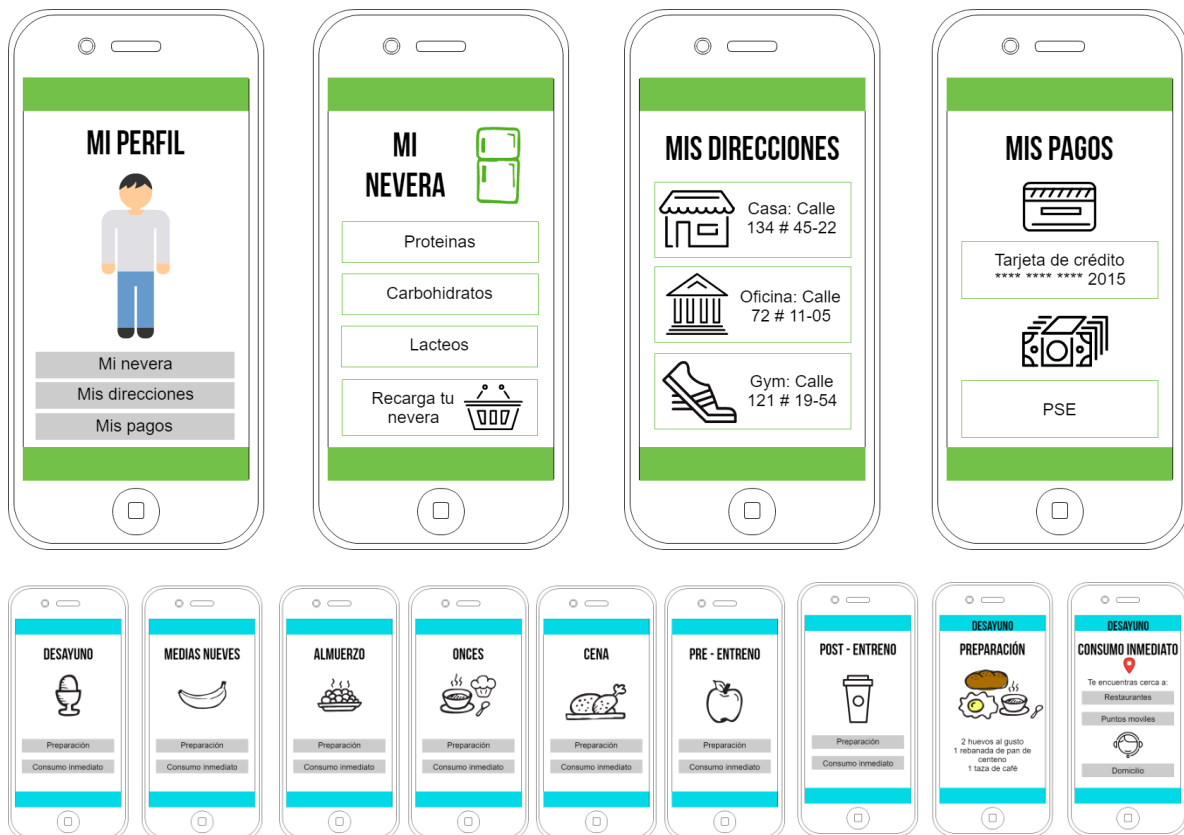 MI PERFIL
Mi nevera
Mis direcciones
Mis pagos
MI
NEVERA
Proteinas
Carbohidratos
Lacteos
Recarga tu
nevera
MIS DIRECCIONES
Casa: Calle
134 # 45-22
Oficina: Calle
72 # 11-05
Gym: Calle
121 # 19-54
MIS PAGOS
Tarjeta de crédito
**** **** **** 2015
PSE
DESAYUNO
Preparación
Consumo inmediato
MEDIAS NUEVES
Preparación
Consumo inmediato
ALMUERZO
Preparación
Consumo inmediato
ONCES
Preparación
Consumo inmediato
CENA
Preparación
Consumo inmediato
PRE - ENTRENO
Preparación
Consumo inmediato
POST - ENTRENO
Preparación
Consumo inmediato
DESAYUNO
PREPARACIÓN
2 huevos al gusto
1 rebanada de pan de
centeno
1 taza de café
DESAYUNO
CONSUMO INMEDIATO
Te encuentras cerca a:
Restaurantes
Puntos moviles
Domicilio